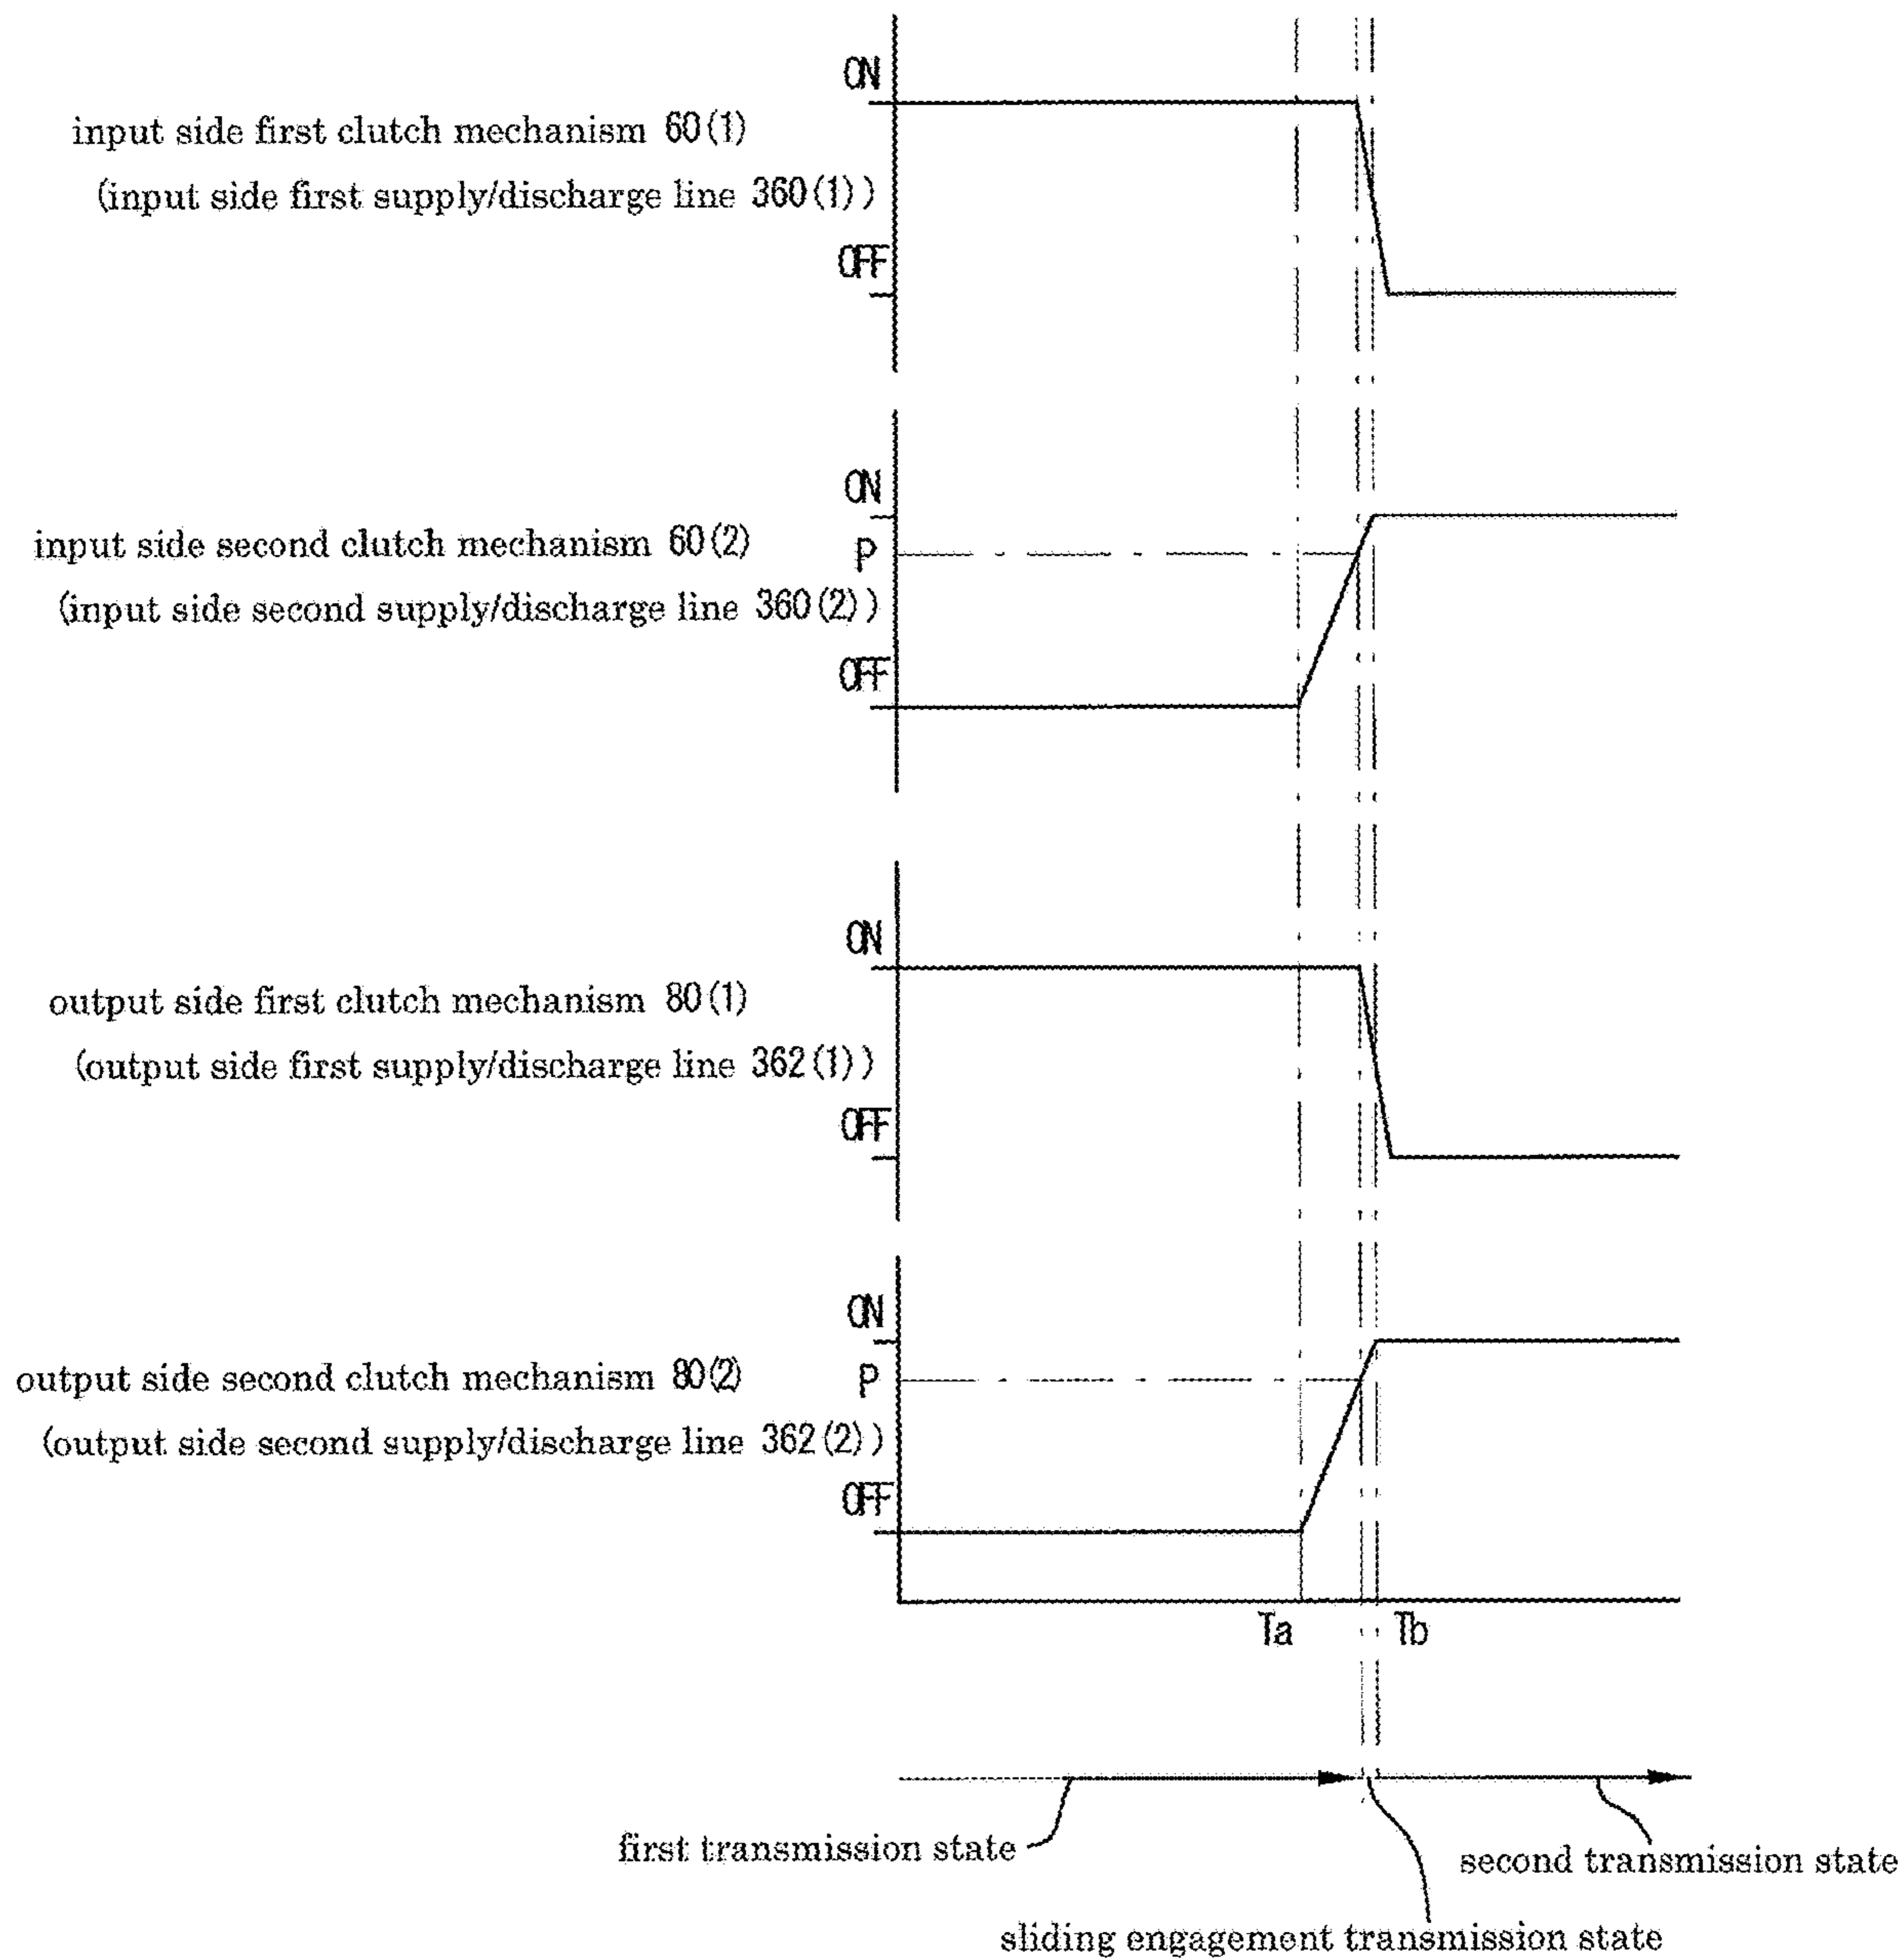 ON
input side first clutch mechanism 60(1)
(input side first supply/discharge line 360(1))
OFF
ON
input side second clutch mechanism 60(2)
P
(input side second supply/discharge line 360(2))
OFF
ON
output side first clutch mechanism 80(1)
(output side first supply/discharge line 362(1))
OFF
ON
output side second clutch mechanism 80(2)
P
(output side second supply/discharge line 362(2))
OFF
Ta
Tb
first transmission state
second transmission state
sliding engagement transmission state